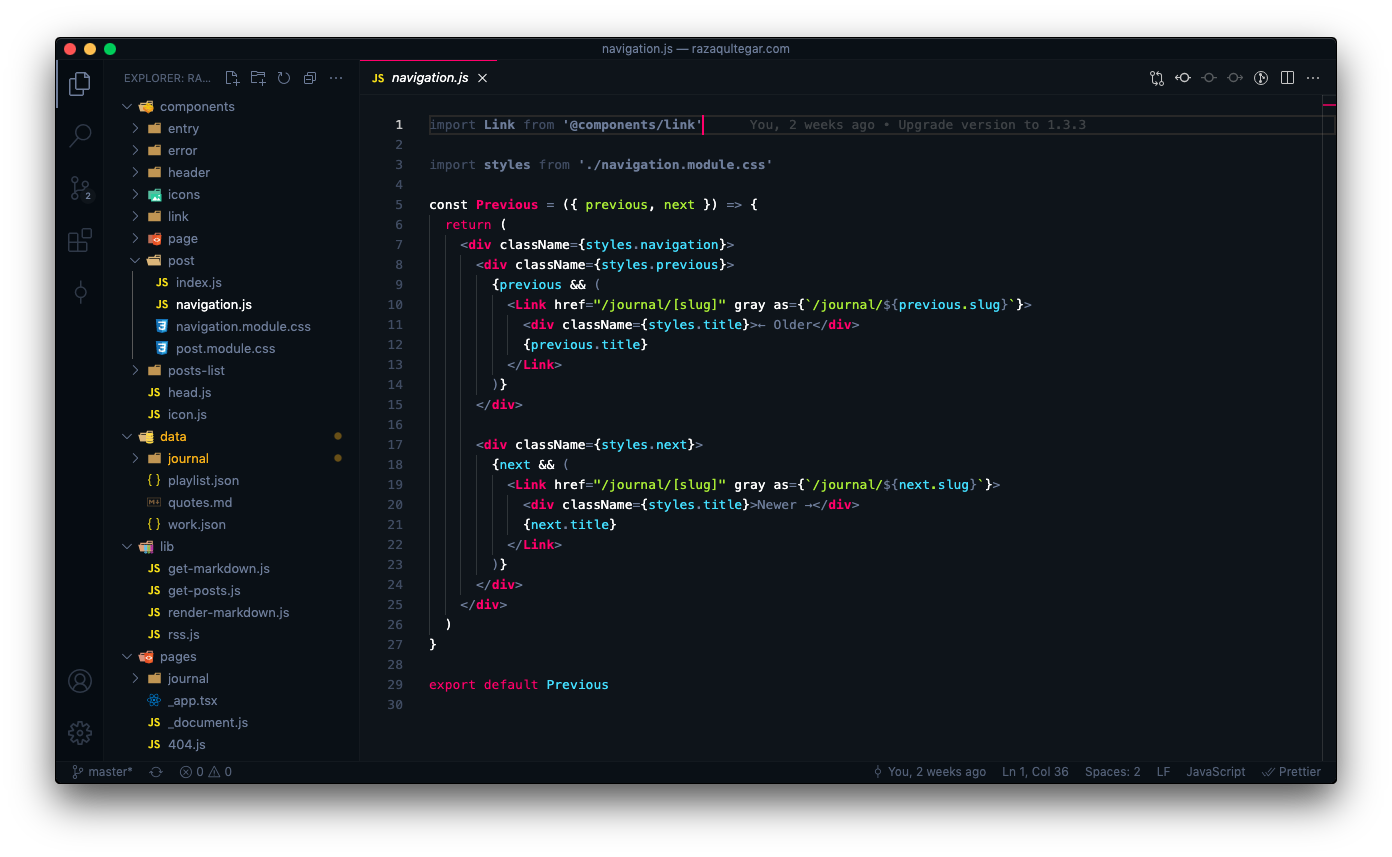 navigation.js — razaqultegar.com
EXPLORER: RA...
components
entry
error
header
icons
link
page
post
JS index.js
JS navigation.js
navigation.module.css
post.module.css
posts-list
JS head.js
JS icon.js
data
journal
{ } playlist.json
quotes.md
{ } work.json
lib
JS get-markdown.js
JS get-posts.js
JS render-markdown.js
JS rss.js
pages
journal
_app.tsx
JS _document.js
JS 404.js
2
JS navigation.js
1 import Link from '@components/link' You, 2 weeks ago • Upgrade version to 1.3.3
2
3 import styles from './navigation.module.css'
4
5 const Previous = ({ previous, next }) => {
6   return (
7     <div className={styles.navigation}>
8       <div className={styles.previous}>
9         {previous && (
10           <Link href="/journal/[slug]" gray as={`/journal/${previous.slug}`}>
11             <div className={styles.title}>← Older</div>
12             {previous.title}
13           </Link>
14         )}
15       </div>
16
17       <div className={styles.next}>
18         {next && (
19           <Link href="/journal/[slug]" gray as={`/journal/${next.slug}`}>
20             <div className={styles.title}>Newer →</div>
21             {next.title}
22           </Link>
23         )}
24       </div>
25     </div>
26   )
27 }
28
29 export default Previous
30
master* 0 0 You, 2 weeks ago Ln 1, Col 36 Spaces: 2 LF JavaScript Prettier